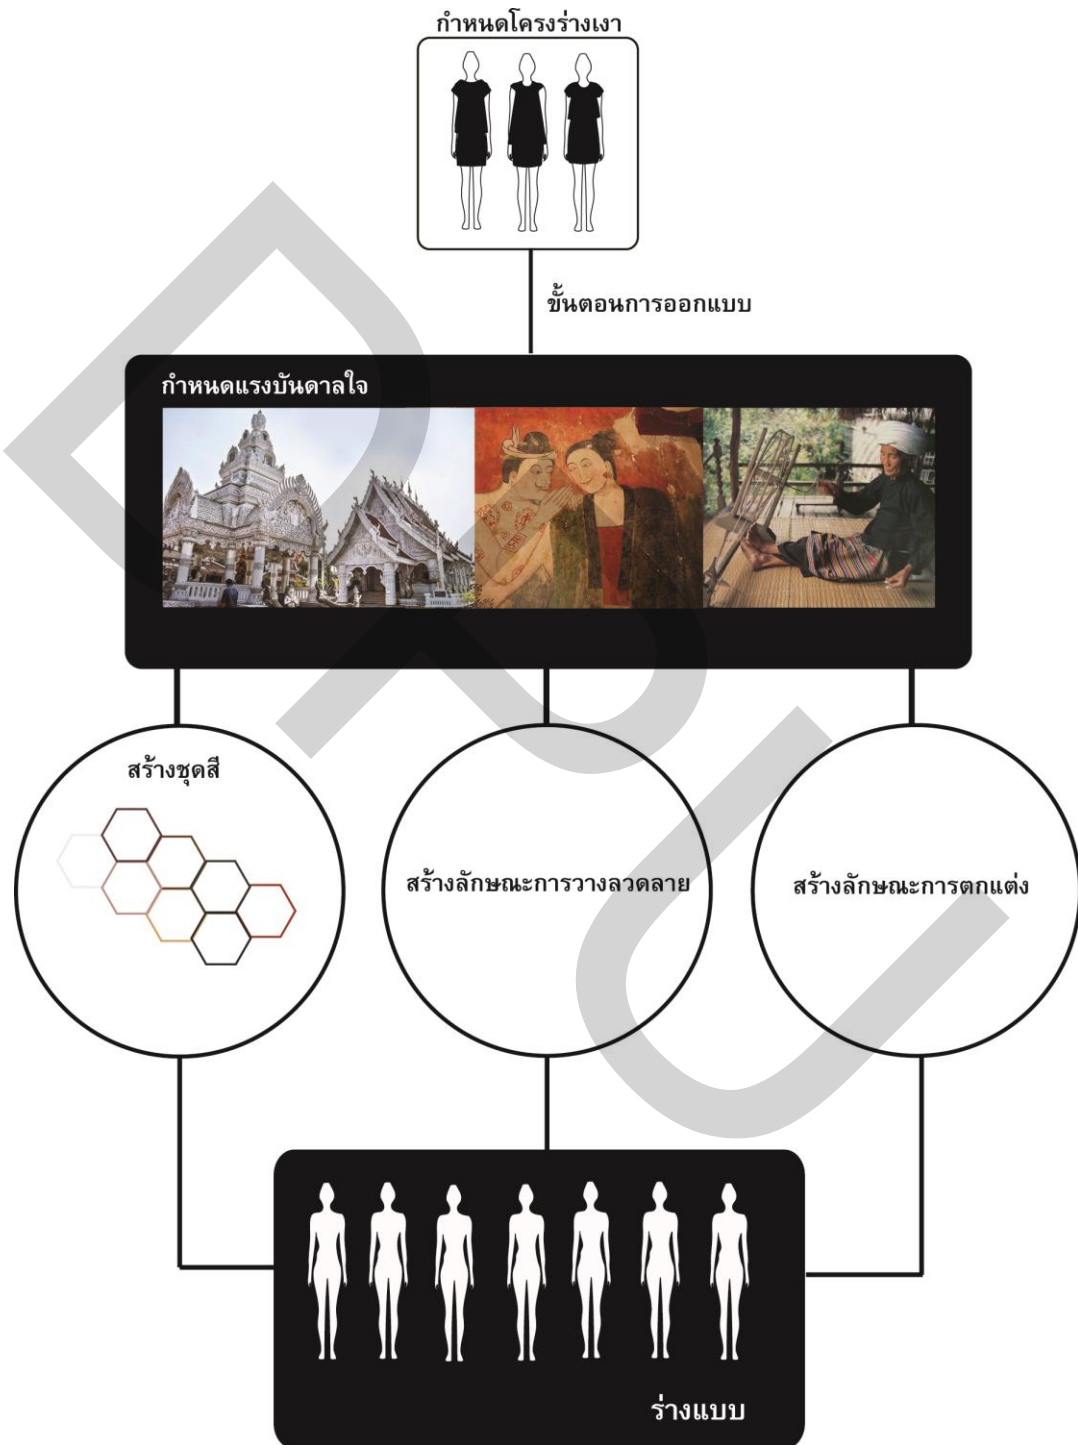 กำหนดโครงร่างเงา
ขั้นตอนการออกแบบ
กำหนดแรงบันดาลใจ
สร้างชุดสี
สร้างลักษณะการวางลวดลาย
สร้างลักษณะการตกแต่ง
ร่างแบบ
DPU